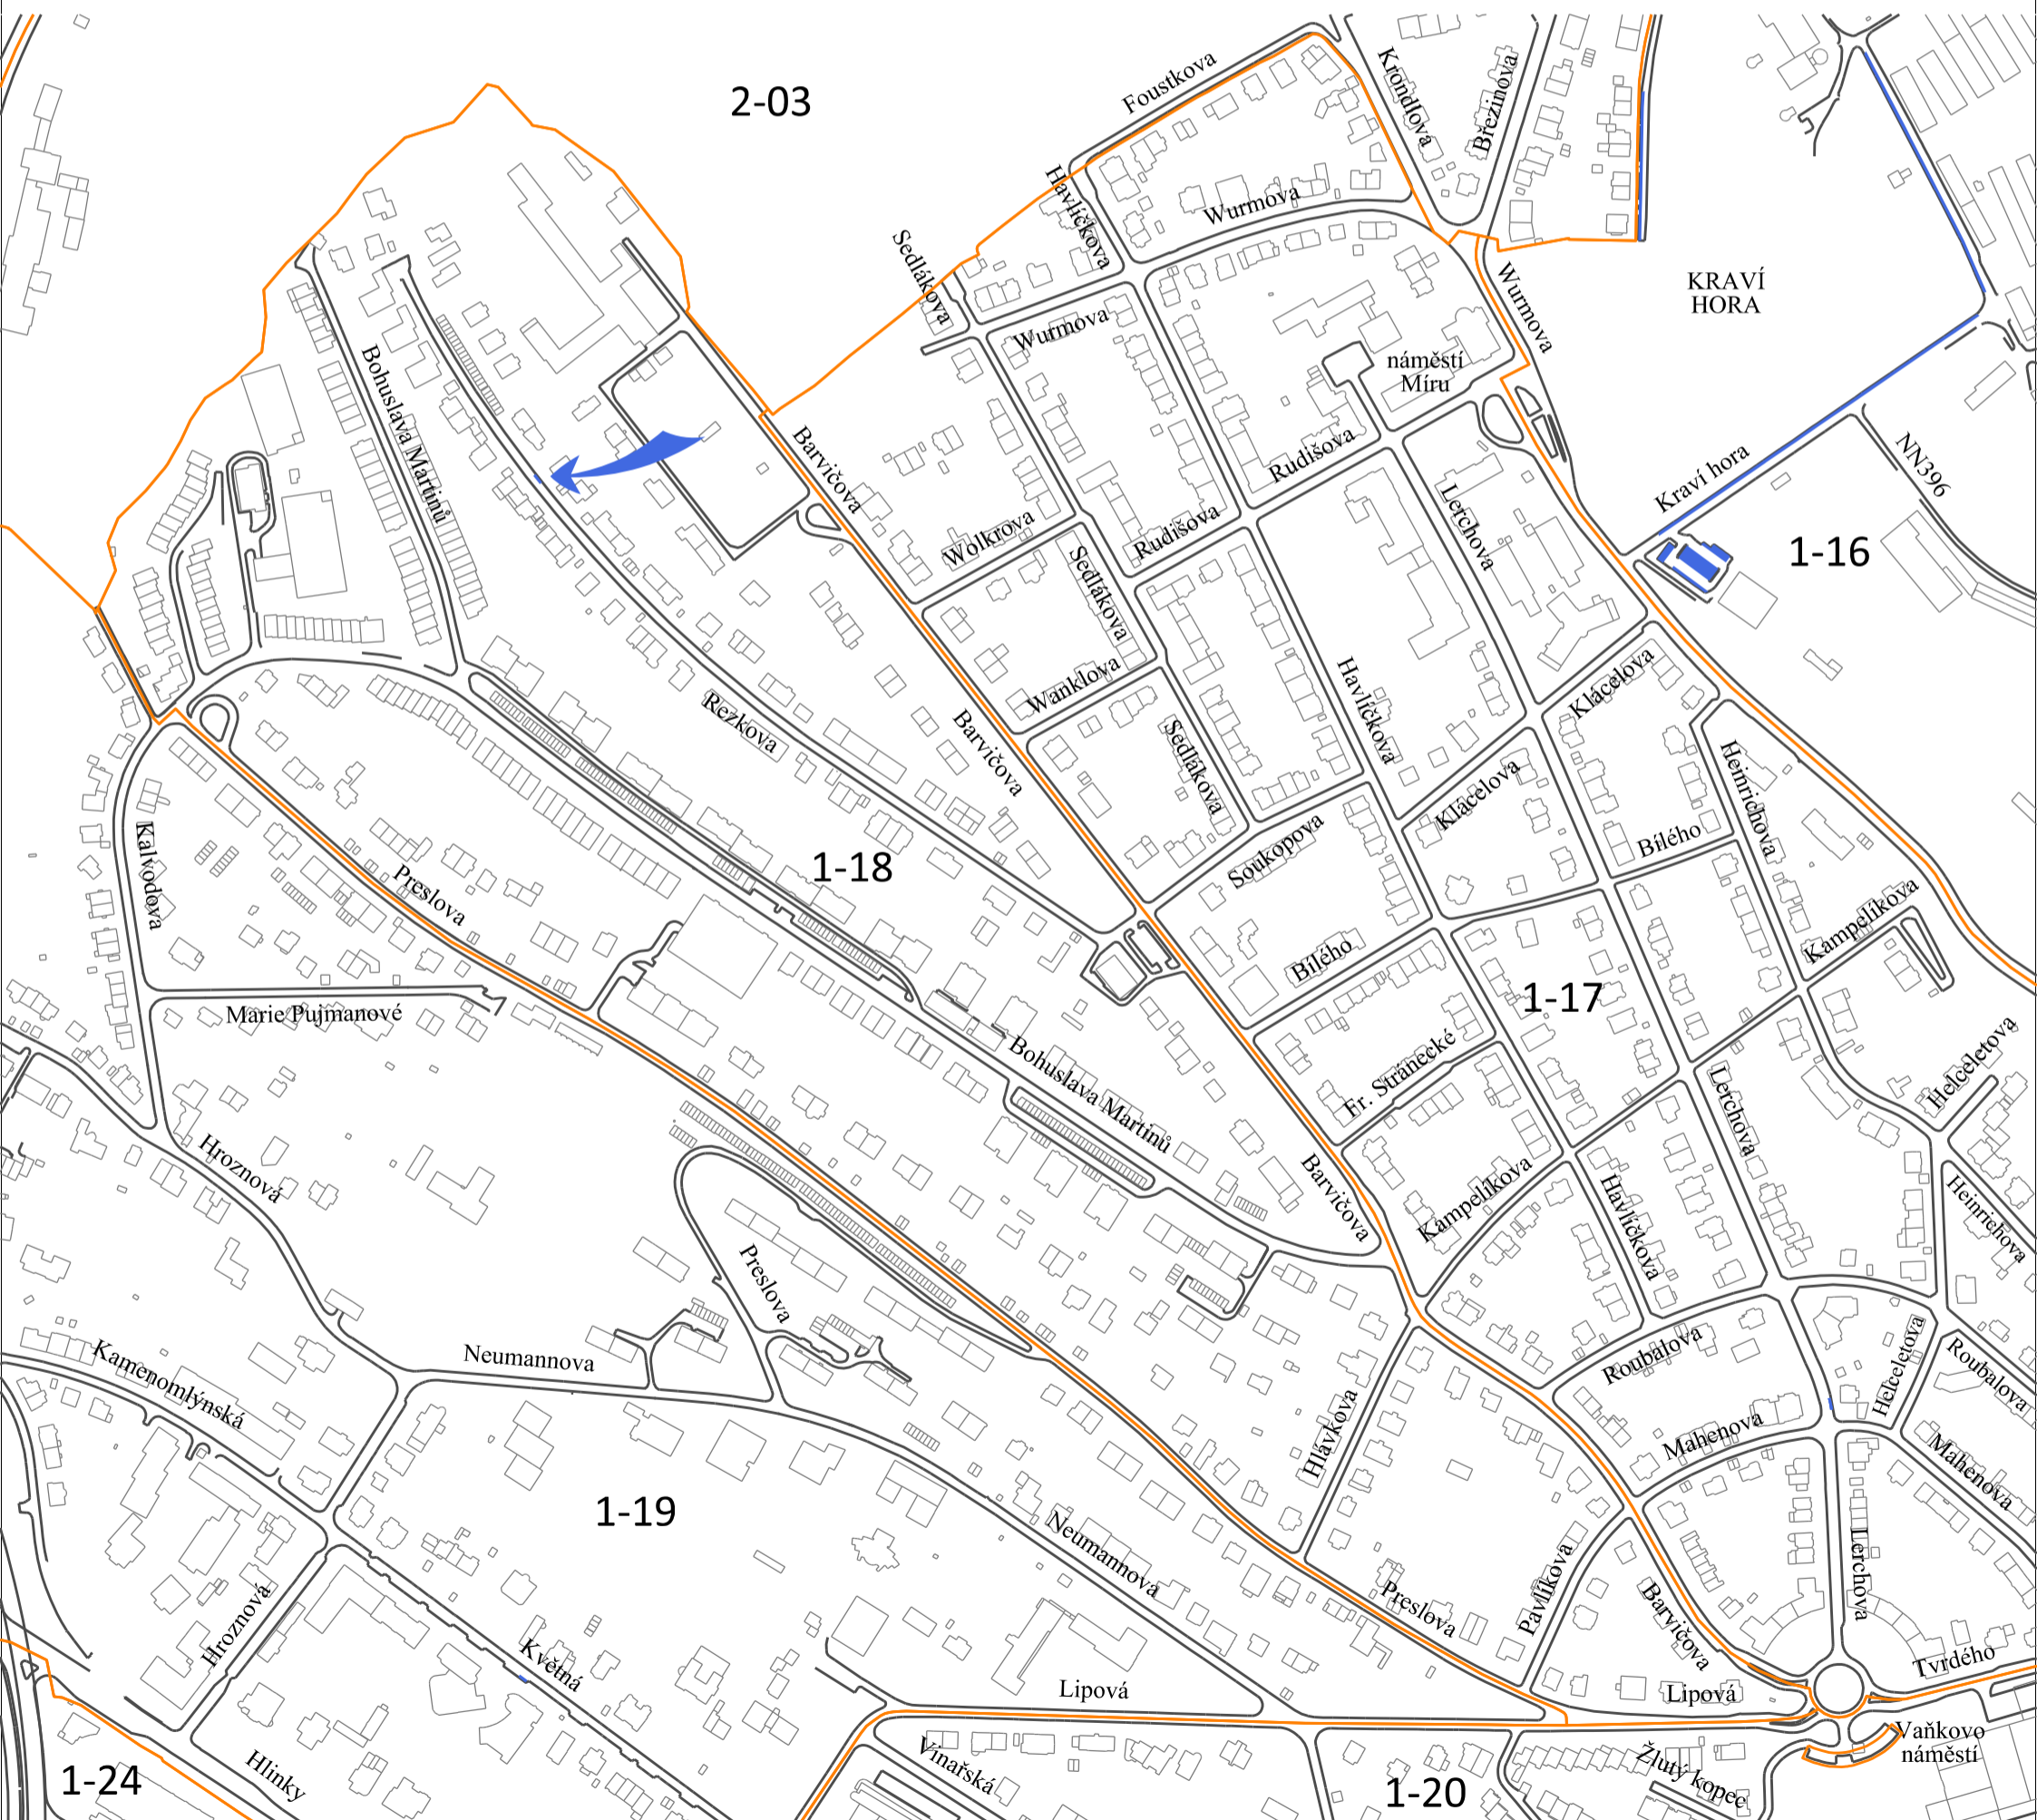 2-03
Foustkova
Krondlova
Březinova
Havlíčkova
Wurmova
Sedlákova
Wurmova
Wurmova
KRAVÍ
HORA
náměstí
Míru
Bohuslava Martinů
Barvičova
Rudišova
Lerchova
Kraví hora
NN396
1-16
Wolkrova
Rudišova
Sedlákova
Wanklova
Klácelova
Havlíčkova
Rezkova
Barvičova
Sedlákova
Heinrichova
Klácelova
Kalvodova
Preslova
1-18
Soukopova
Bílého
Kampelíkova
Bílého
1-17
Marie Pujmanové
Bohuslava Martinů
Fr. Stránecké
Helceletova
Lerchova
Hroznová
Barvičova
Kampelíkova
Havlíčkova
Heinrichova
Preslova
Neumannova
Kamenomlýnská
Roubalova
Helceletova
Roubalova
Hlávkova
Mahenova
Mahenova
1-19
Neumannova
Hroznová
Květná
Preslova
Pavlíkova
Barvičova
Lerchova
Tvrdého
Lipová
Lipová
Vaňkovo
náměstí
Vinařská
Žlutý kopec
Hlinky
1-24
1-20